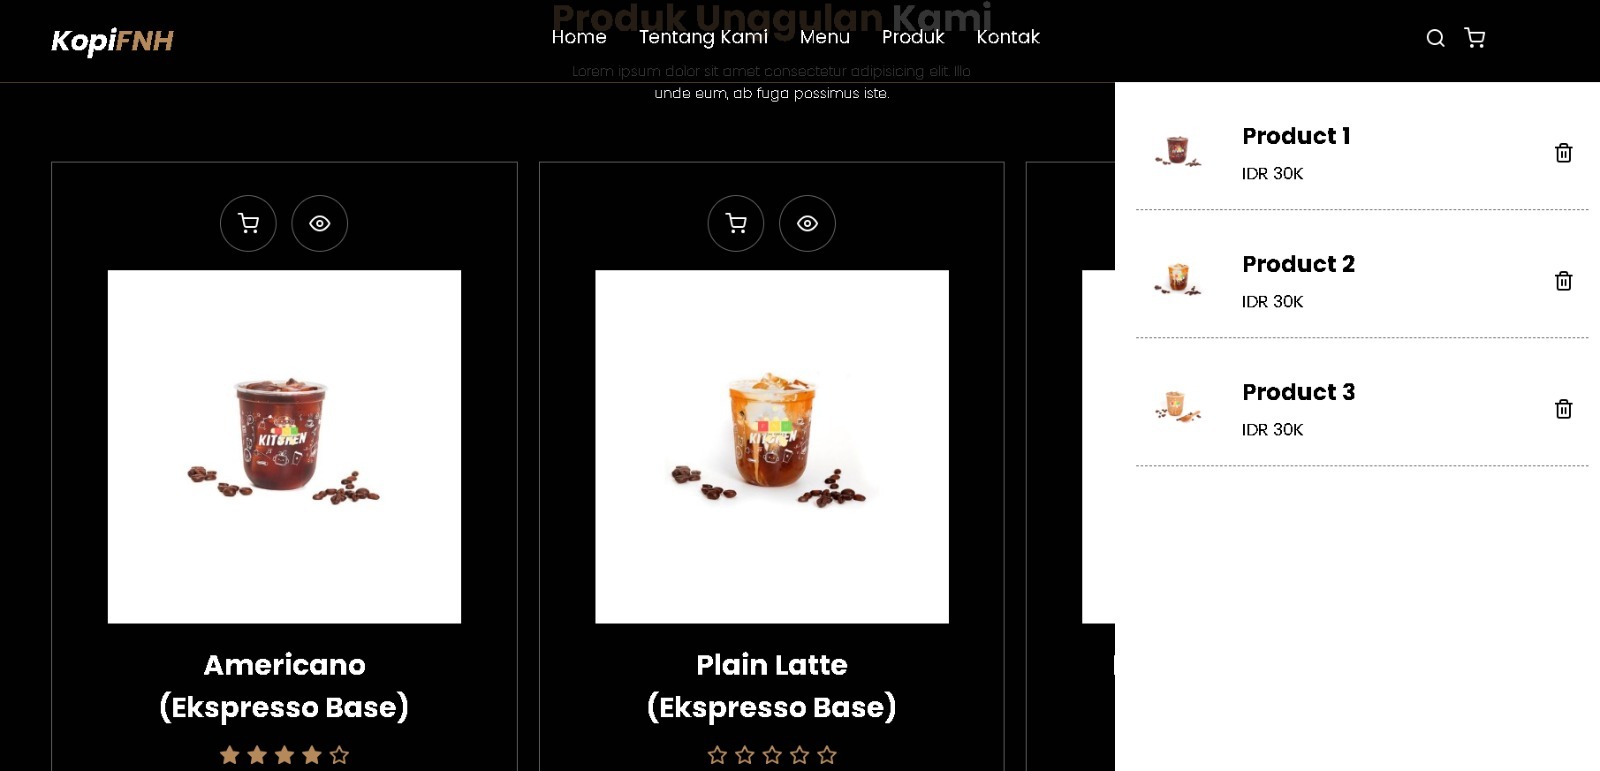 Produk Unggulan Kami
KopiFNH
Home Tentang Kami Menu Produk Kontak
Lorem ipsum dolor sit amet consectetur adipisicing elit. Illo
unde eum, ab fuga possimus iste.
Product 1
IDR 30K
Product 2
IDR 30K
Product 3
IDR 30K
KITCHEN
KITCHEN
Americano
(Ekspresso Base)
Plain Latte
(Ekspresso Base)